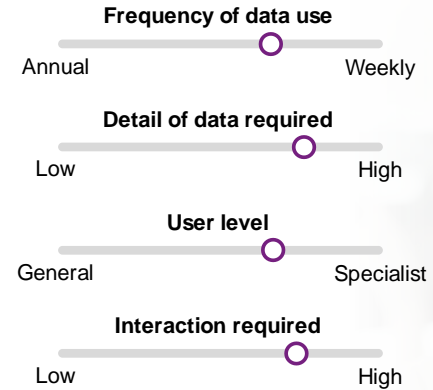 Frequency of data use
Annual Weekly
Detail of data required
Low High
User level
General Specialist
Interaction required
Low High